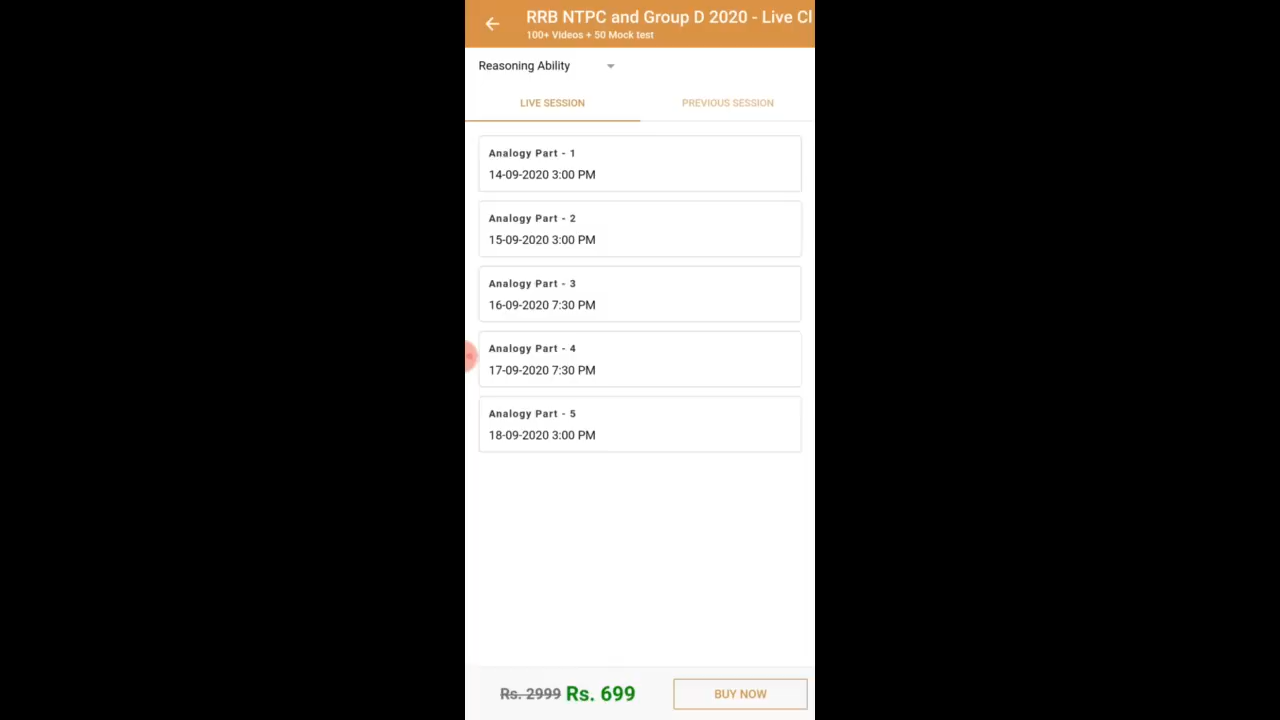 RRB NTPC and Group D 2020 - Live Cl
100+ Videos + 50 Mock test
Reasoning Ability
LIVE SESSION PREVIOUS SESSION
Analogy Part - 1
14-09-2020 3:00 PM
Analogy Part - 2
15-09-2020 3:00 PM
Analogy Part - 3
16-09-2020 7:30 PM
Analogy Part - 4
17-09-2020 7:30 PM
Analogy Part - 5
18-09-2020 3:00 PM
Rs. 2999 Rs. 699 BUY NOW